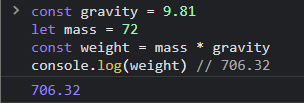 > const gravity = 9.81
let mass = 72
const weight = mass * gravity
console.log(weight) // 706.32
706.32